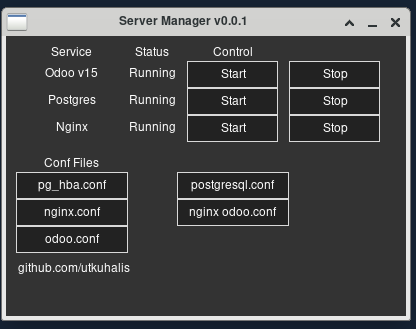 Server Manager v0.0.1
Service Status Control
Odoo v15 Running Start Stop
Postgres Running Start Stop
Nginx Running Start Stop
Conf Files
pg_hba.conf postgresql.conf
nginx.conf nginx odoo.conf
odoo.conf
github.com/utkuhalis